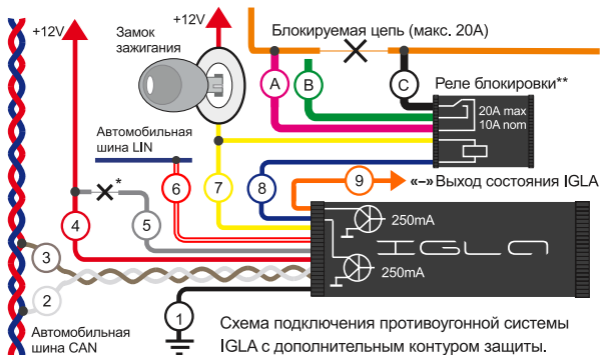 +12V
Замок
зажигания
+12V
Блокируемая цепь (макс. 20А)
A
B
C
Реле блокировки**
20A max
10A nom
Автомобильная
шина LIN
*
6
7
8
9
«–» Выход состояния IGLA
4
5
250mA
IGLA
250mA
3
2
1
Автомобильная
шина CAN
Схема подключения противоугонной системы
IGLA с дополнительным контуром защиты.